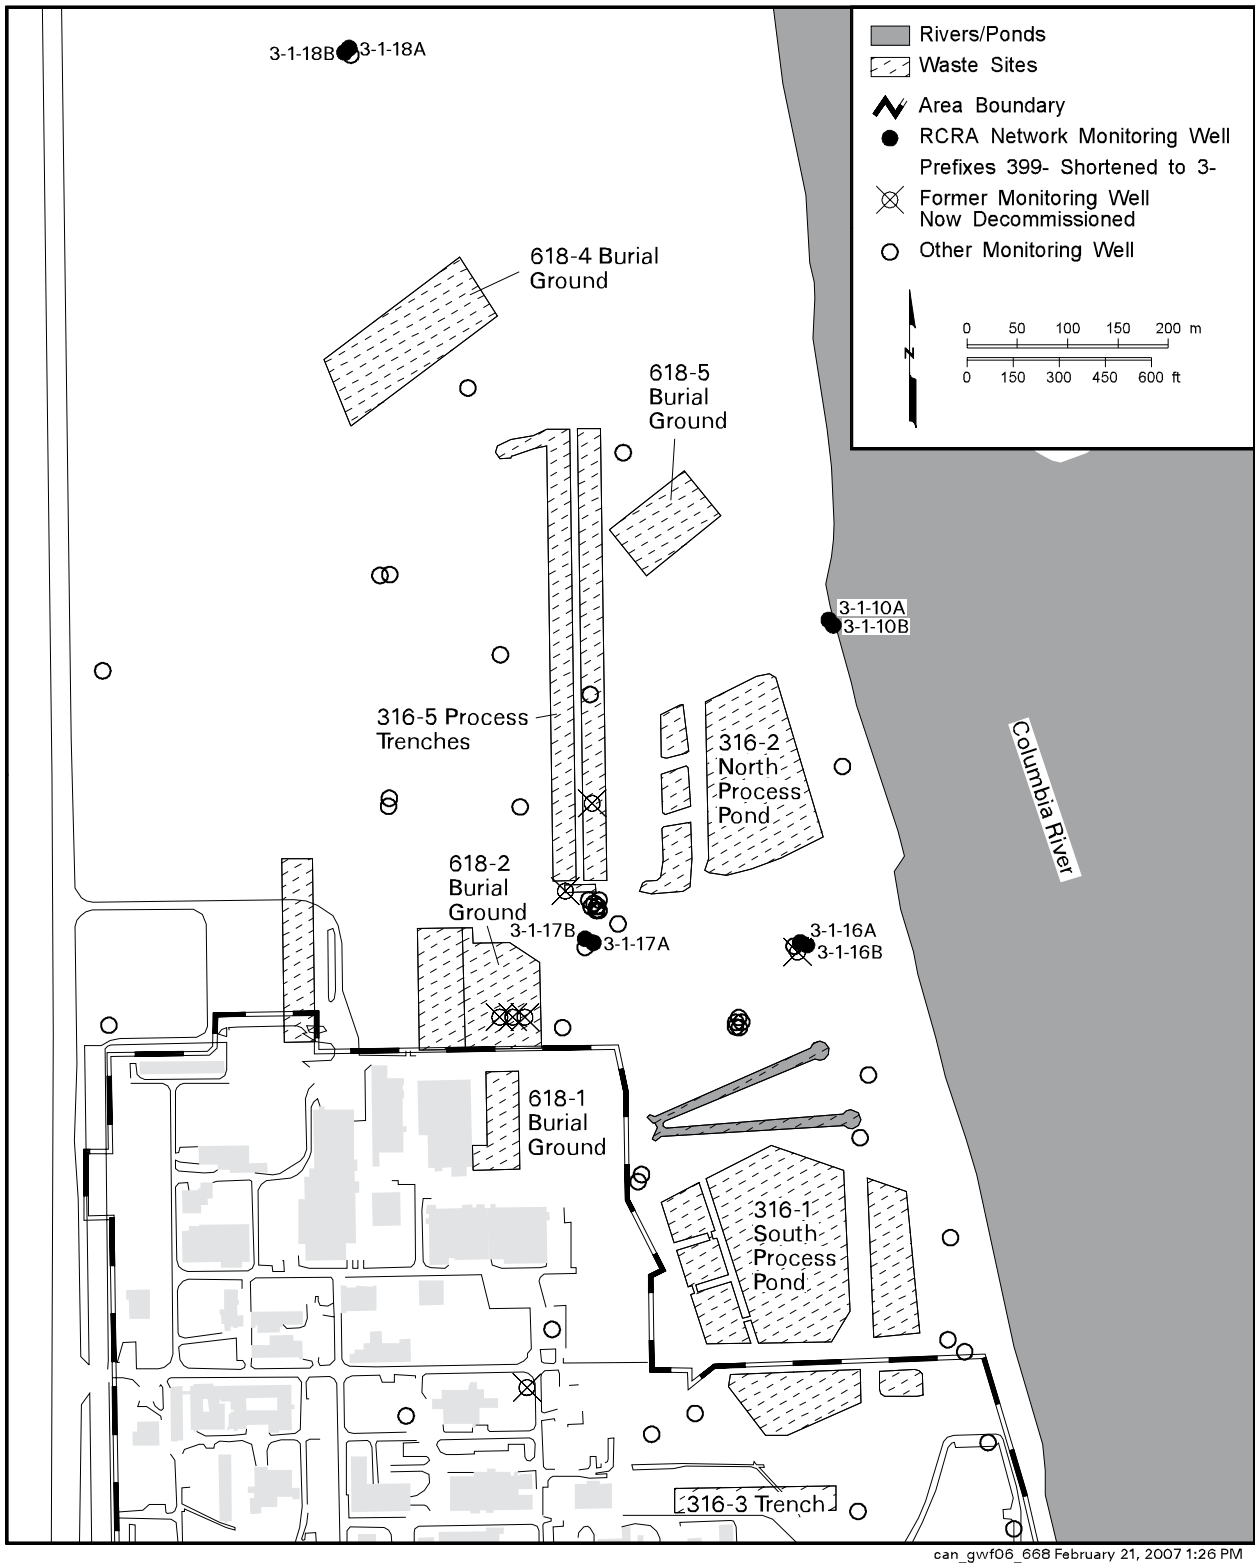 3-1-18B
3-1-18A
Rivers/Ponds
Waste Sites
Area Boundary
RCRA Network Monitoring Well
Prefixes 399- Shortened to 3-
Former Monitoring Well
Now Decommissioned
Other Monitoring Well
N
0 50 100 150 200 m
0 150 300 450 600 ft
618-4 Burial
Ground
618-5
Burial
Ground
3-1-10A
3-1-10B
316-5 Process
Trenches
316-2
North
Process
Pond
Columbia River
618-2
Burial
Ground
3-1-17B
3-1-17A
3-1-16A
3-1-16B
618-1
Burial
Ground
316-1
South
Process
Pond
316-3 Trench
can_gwf06_668 February 21, 2007 1:26 PM